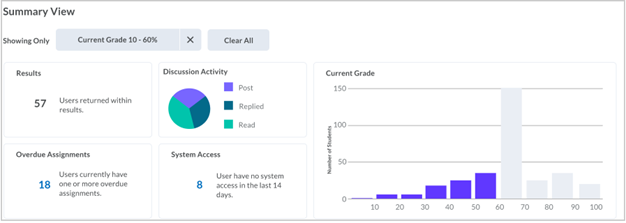 Summary View
Showing Only
Current Grade 10 - 60%
Clear All
Results
57
Users returned within
results.
Discussion Activity
Post
Replied
Read
Overdue Assignments
18
Users currently have
one or more overdue
assignments.
System Access
8
User have no system
access in the last 14
days.
Current Grade
Number of Students
150
100
50
0
10 20 30 40 50 60 70 80 90 100